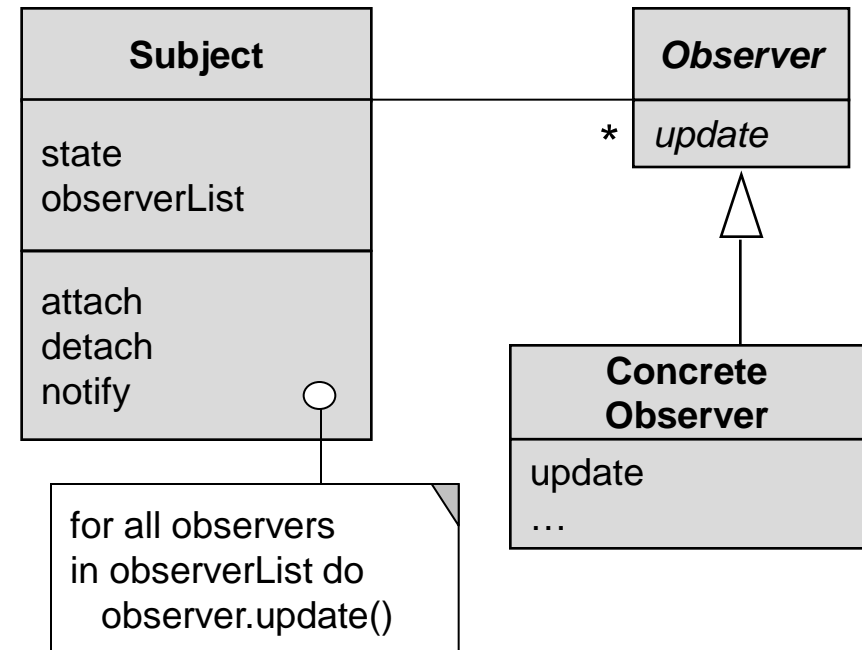 Subject
state
observerList
attach
detach
notify
for all observers
in observerList do
observer.update()
Observer
*
update
Concrete
Observer
update
…